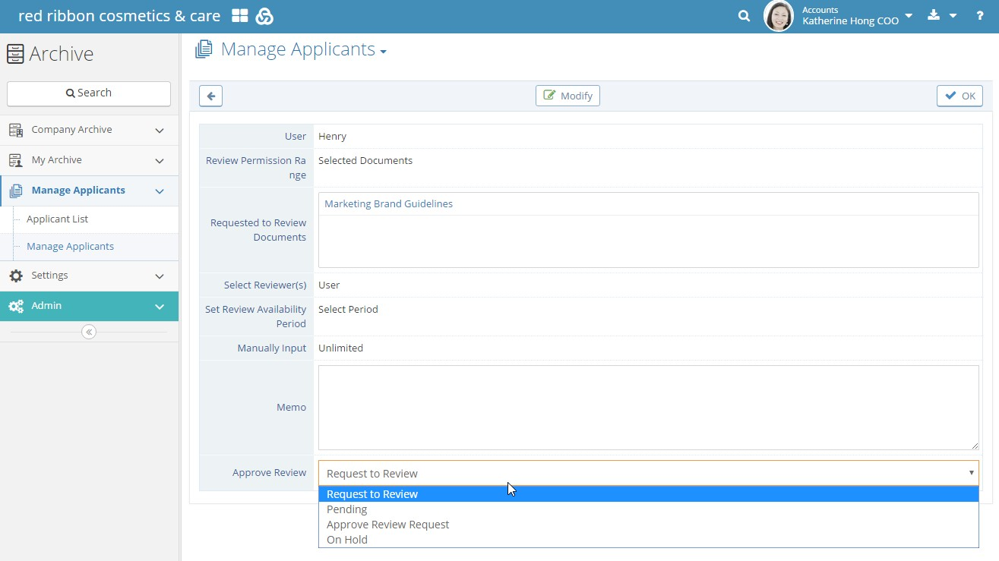 red ribbon cosmetics & care
Accounts
Katherine Hong COO
?
Archive
Search
Company Archive
My Archive
Manage Applicants
Applicant List
Manage Applicants
Settings
Admin
Manage Applicants
Modify
OK
User Henry
Review Permission Ra
nge
Selected Documents
Requested to Review
Documents
Marketing Brand Guidelines
Select Reviewer(s) User
Set Review Availability
Period
Select Period
Manually Input Unlimited
Memo
Approve Review Request to Review
Request to Review
Pending
Approve Review Request
On Hold